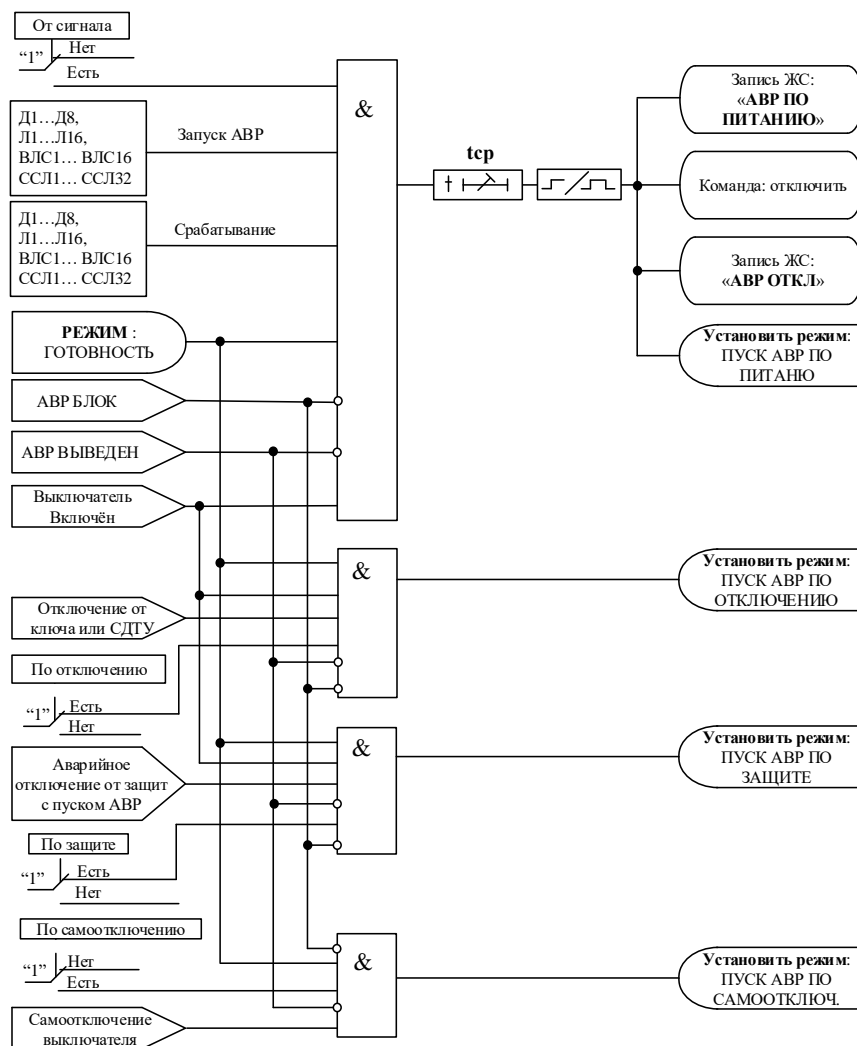 От сигнала
“1”
Нет
Есть
Д1…Д8,
Л1…Л16,
ВЛС1… ВЛС16
ССЛ1… ССЛ32
Запуск АВР
Д1…Д8,
Л1…Л16,
ВЛС1… ВЛС16
ССЛ1… ССЛ32
Срабатывание
РЕЖИМ :
ГОТОВНОСТЬ
АВР БЛОК
АВР ВЫВЕДЕН
Выключатель
Включён
&
tср
Запись ЖС:
«АВР ПО
ПИТАНИЮ»
Команда: отключить
Запись ЖС:
«АВР ОТКЛ»
Установить режим:
ПУСК АВР ПО
ПИТАНЮ
Отключение от
ключа или СДТУ
По отключению
“1”
Есть
Нет
&
Установить режим:
ПУСК АВР ПО
ОТКЛЮЧЕНИЮ
Аварийное
отключение от защит
с пуском АВР
По защите
“1”
Есть
Нет
&
Установить режим:
ПУСК АВР ПО
ЗАЩИТЕ
По самоотключению
“1”
Нет
Есть
Самоотключение
выключателя
&
Установить режим:
ПУСК АВР ПО
САМООТКЛЮЧ.